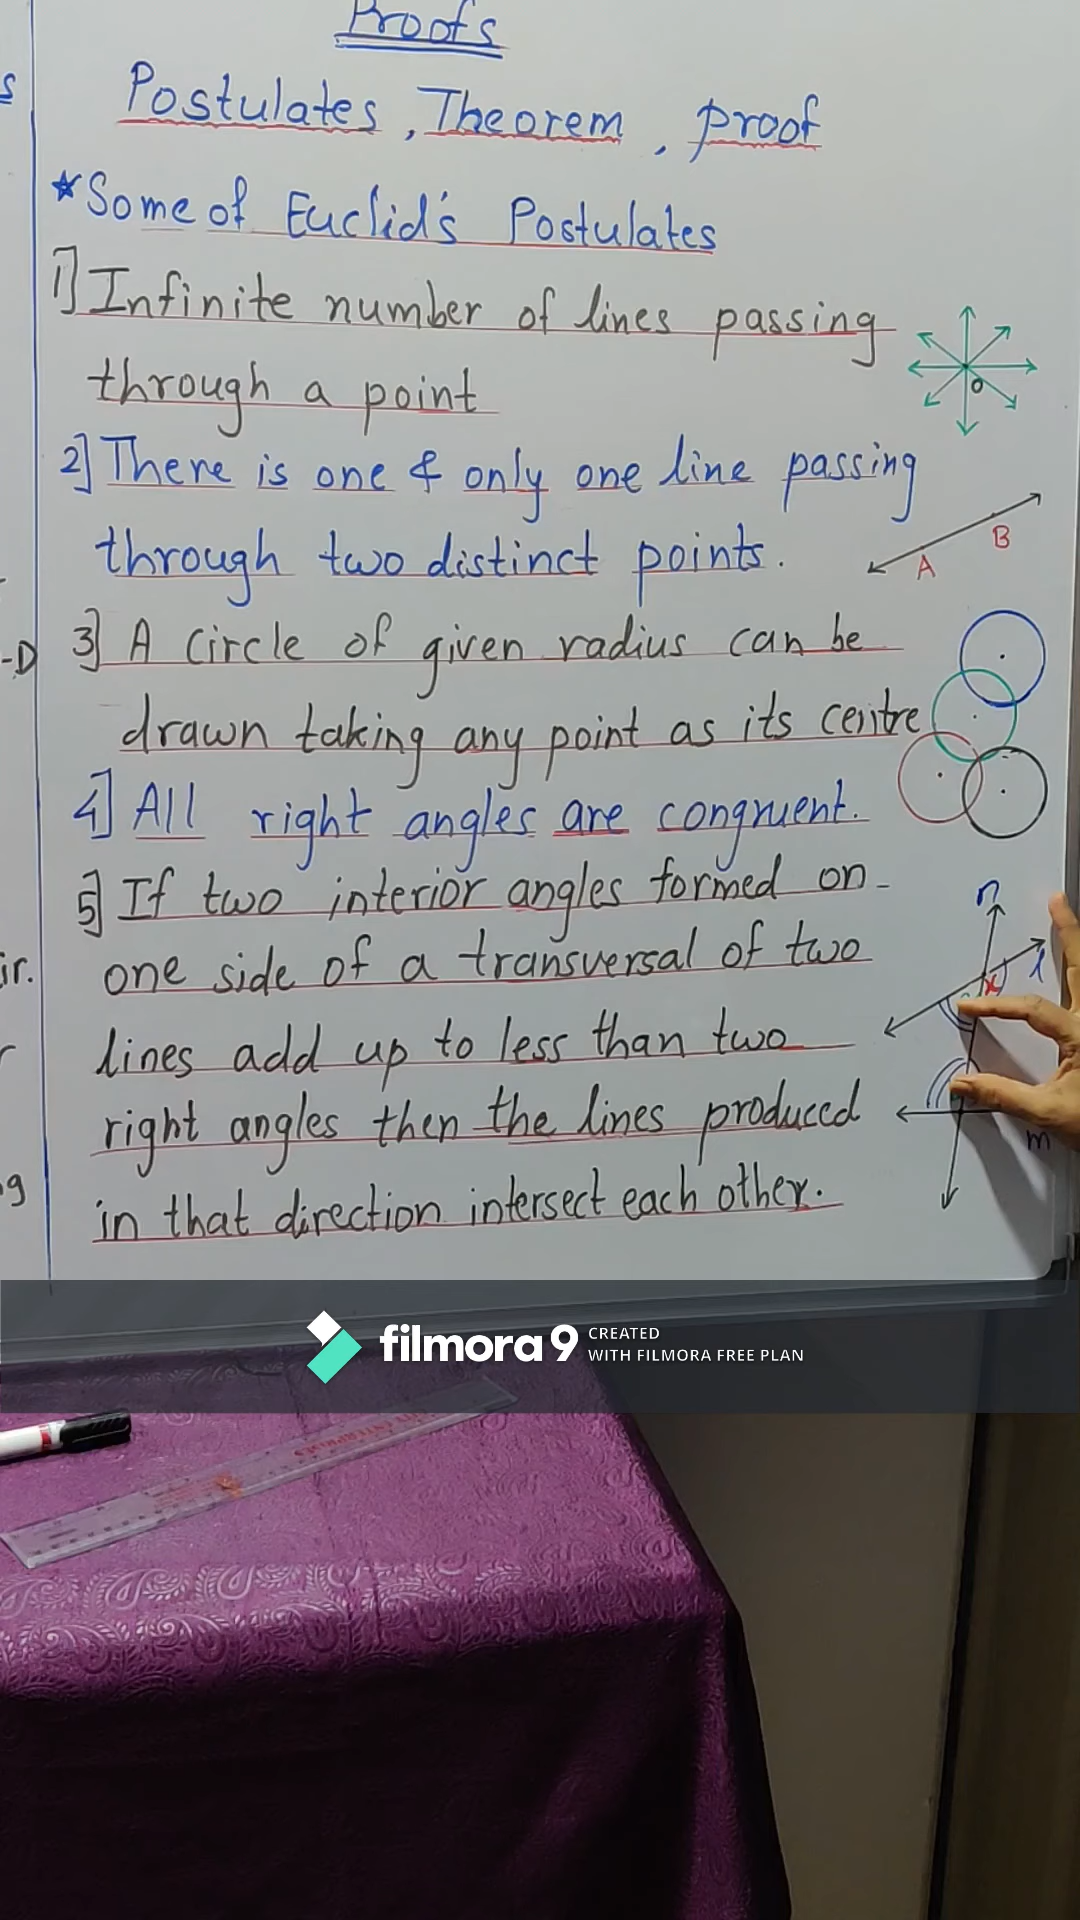 Proofs
Postulates, Theorem, proof
*Some of Euclid's Postulates
1] Infinite number of lines passing
through a point
O
2] There is one & only one line passing
through two distinct points.
A B
3] A circle of given radius can be
drawn taking any point as its centre
4] All right angles are congruent.
5] If two interior angles formed on
one side of a transversal of two
lines add up to less than two
right angles then the lines produced
in that direction intersect each other.
n
l
x
m
s
-D
ir.
r
g
filmora9 CREATED
WITH FILMORA FREE PLAN